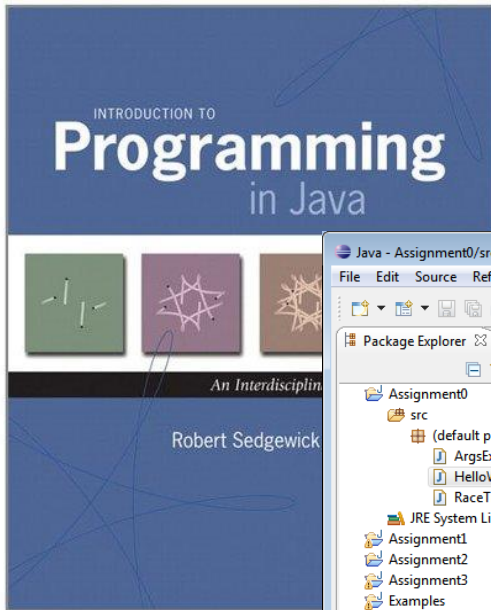 INTRODUCTION TO
Programming
in Java
An Interdisciplin
Robert Sedgewick
Java - Assignment0/sr
File Edit Source Ref
Package Explorer
Assignment0
src
(default p
ArgsEx
HelloW
RaceT
JRE System Li
Assignment1
Assignment2
Assignment3
Examples